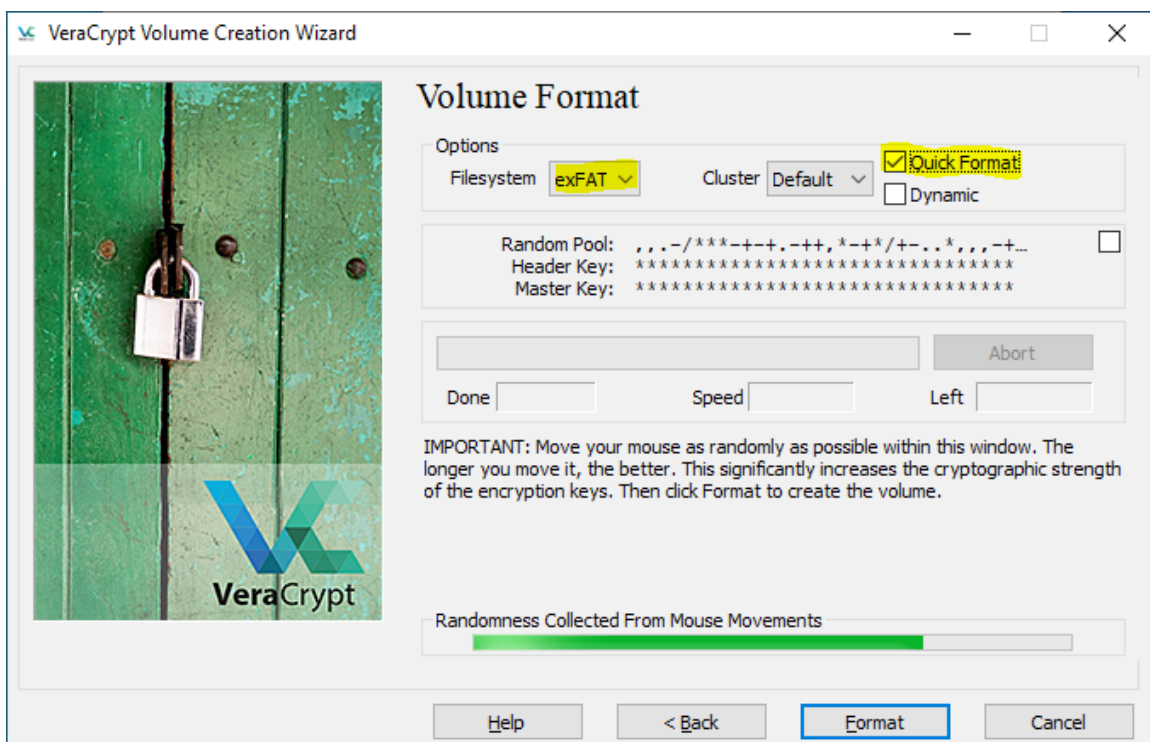 VeraCrypt Volume Creation Wizard
Volume Format
Options
Filesystem exFAT Cluster Default Quick Format
Dynamic
Random Pool: ,,.-/***-+-+.-++,*-+*/+-..*,,,-+…
Header Key: ********************************
Master Key: ********************************
Abort
Done Speed Left
IMPORTANT: Move your mouse as randomly as possible within this window. The
longer you move it, the better. This significantly increases the cryptographic strength
of the encryption keys. Then click Format to create the volume.
VeraCrypt
Randomness Collected From Mouse Movements
Help < Back Format Cancel